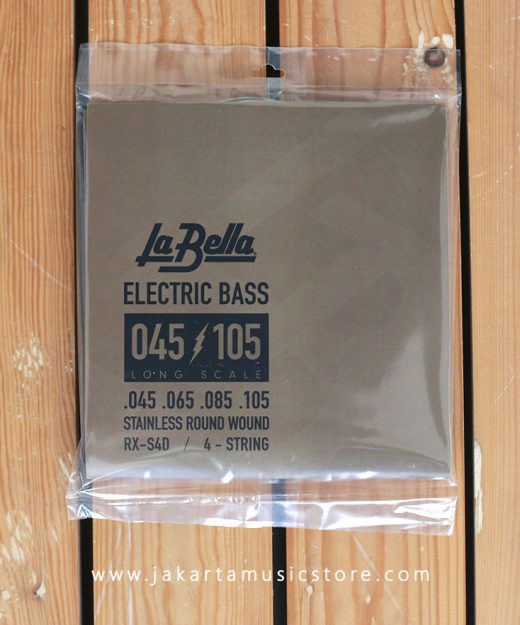 La Bella
ELECTRIC BASS
045 105
LONG SCALE
.045 .065 .085 .105
STAINLESS ROUND WOUND
RX-S4D / 4 - STRING
www.jakartamusicstore.com